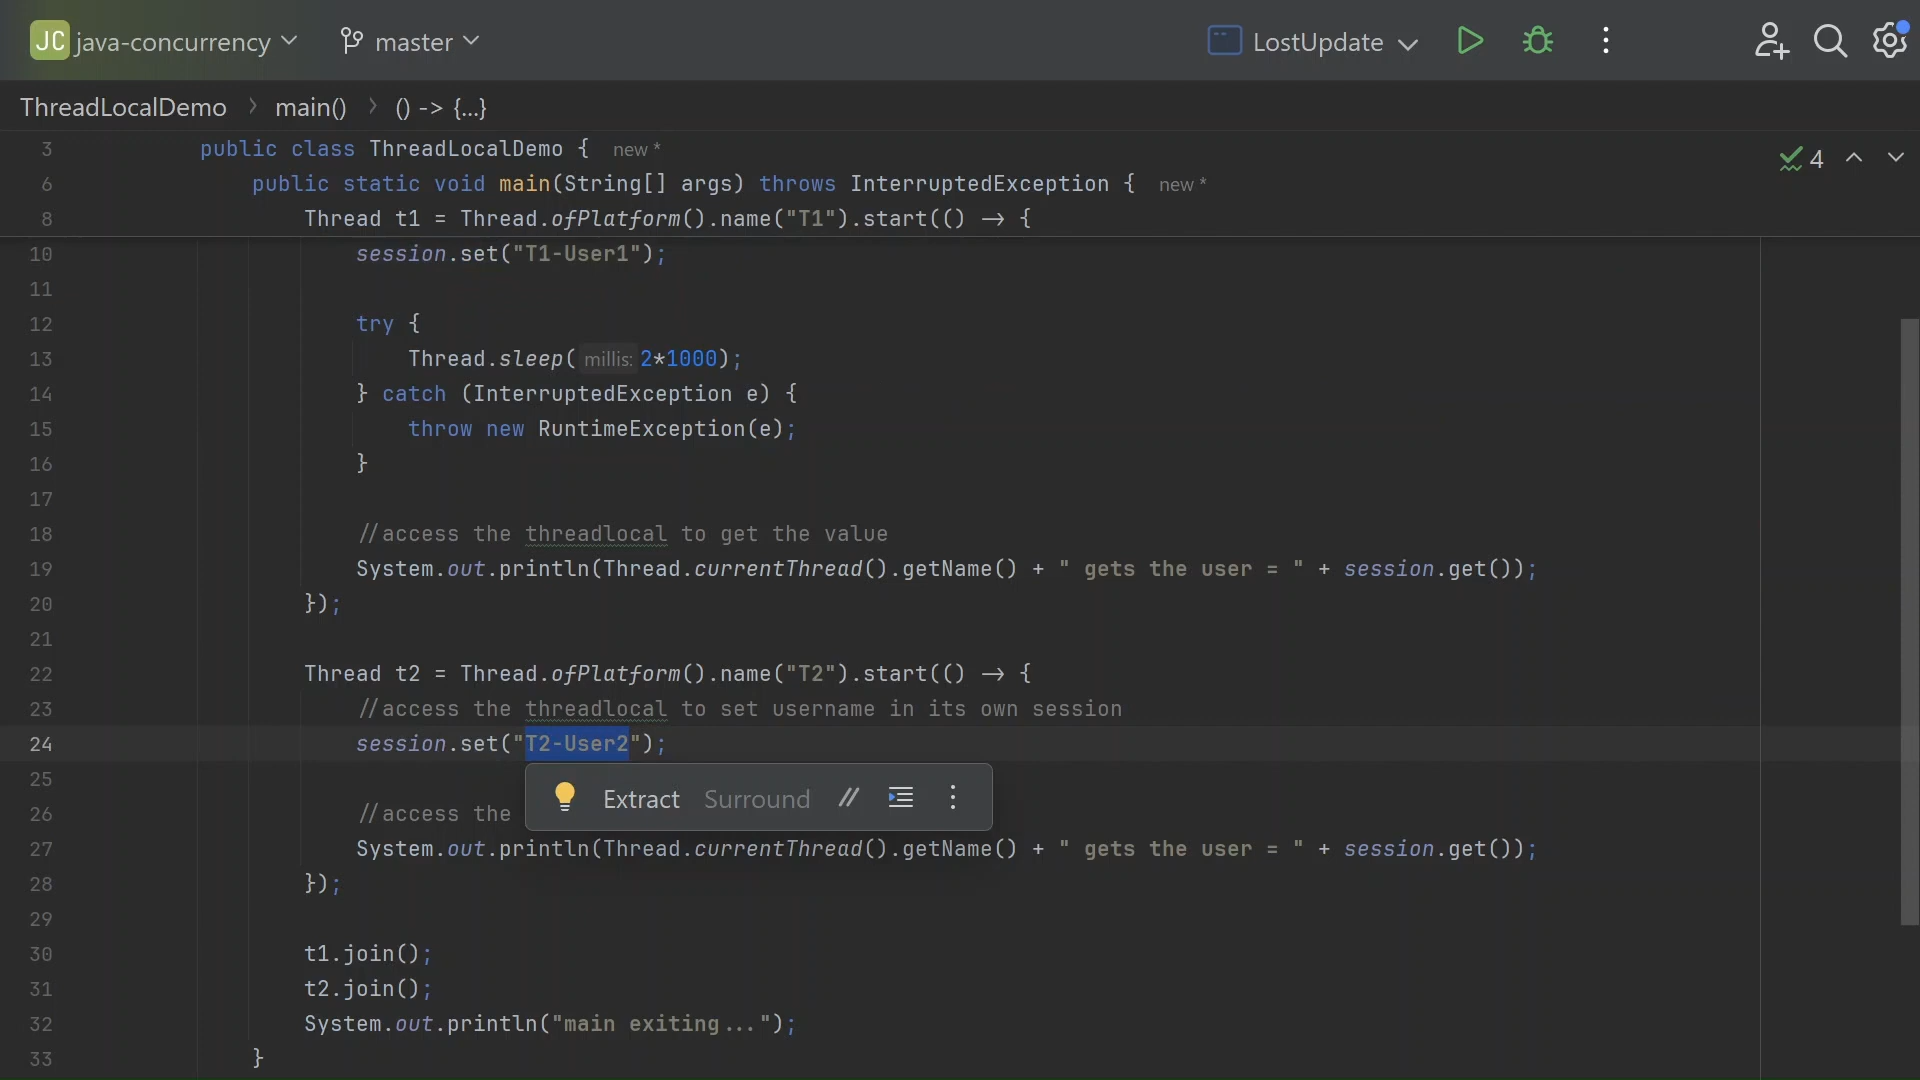 JC java-concurrency master LostUpdate
ThreadLocalDemo > main() > () -> {...}
3 public class ThreadLocalDemo { new *
6 public static void main(String[] args) throws InterruptedException { new *
8 Thread t1 = Thread.ofPlatform().name("T1").start(() → {
4
10 session.set("T1-User1");
11
12 try {
13 Thread.sleep( millis: 2*1000);
14 } catch (InterruptedException e) {
15 throw new RuntimeException(e);
16 }
17
18 //access the threadlocal to get the value
19 System.out.println(Thread.currentThread().getName() + " gets the user = " + session.get());
20 });
21
22 Thread t2 = Thread.ofPlatform().name("T2").start(() → {
23 //access the threadlocal to set username in its own session
24 session.set("T2-User2");
25
Extract Surround //
26 //access the
27 System.out.println(Thread.currentThread().getName() + " gets the user = " + session.get());
28 });
29
30 t1.join();
31 t2.join();
32 System.out.println("main exiting...");
33 }